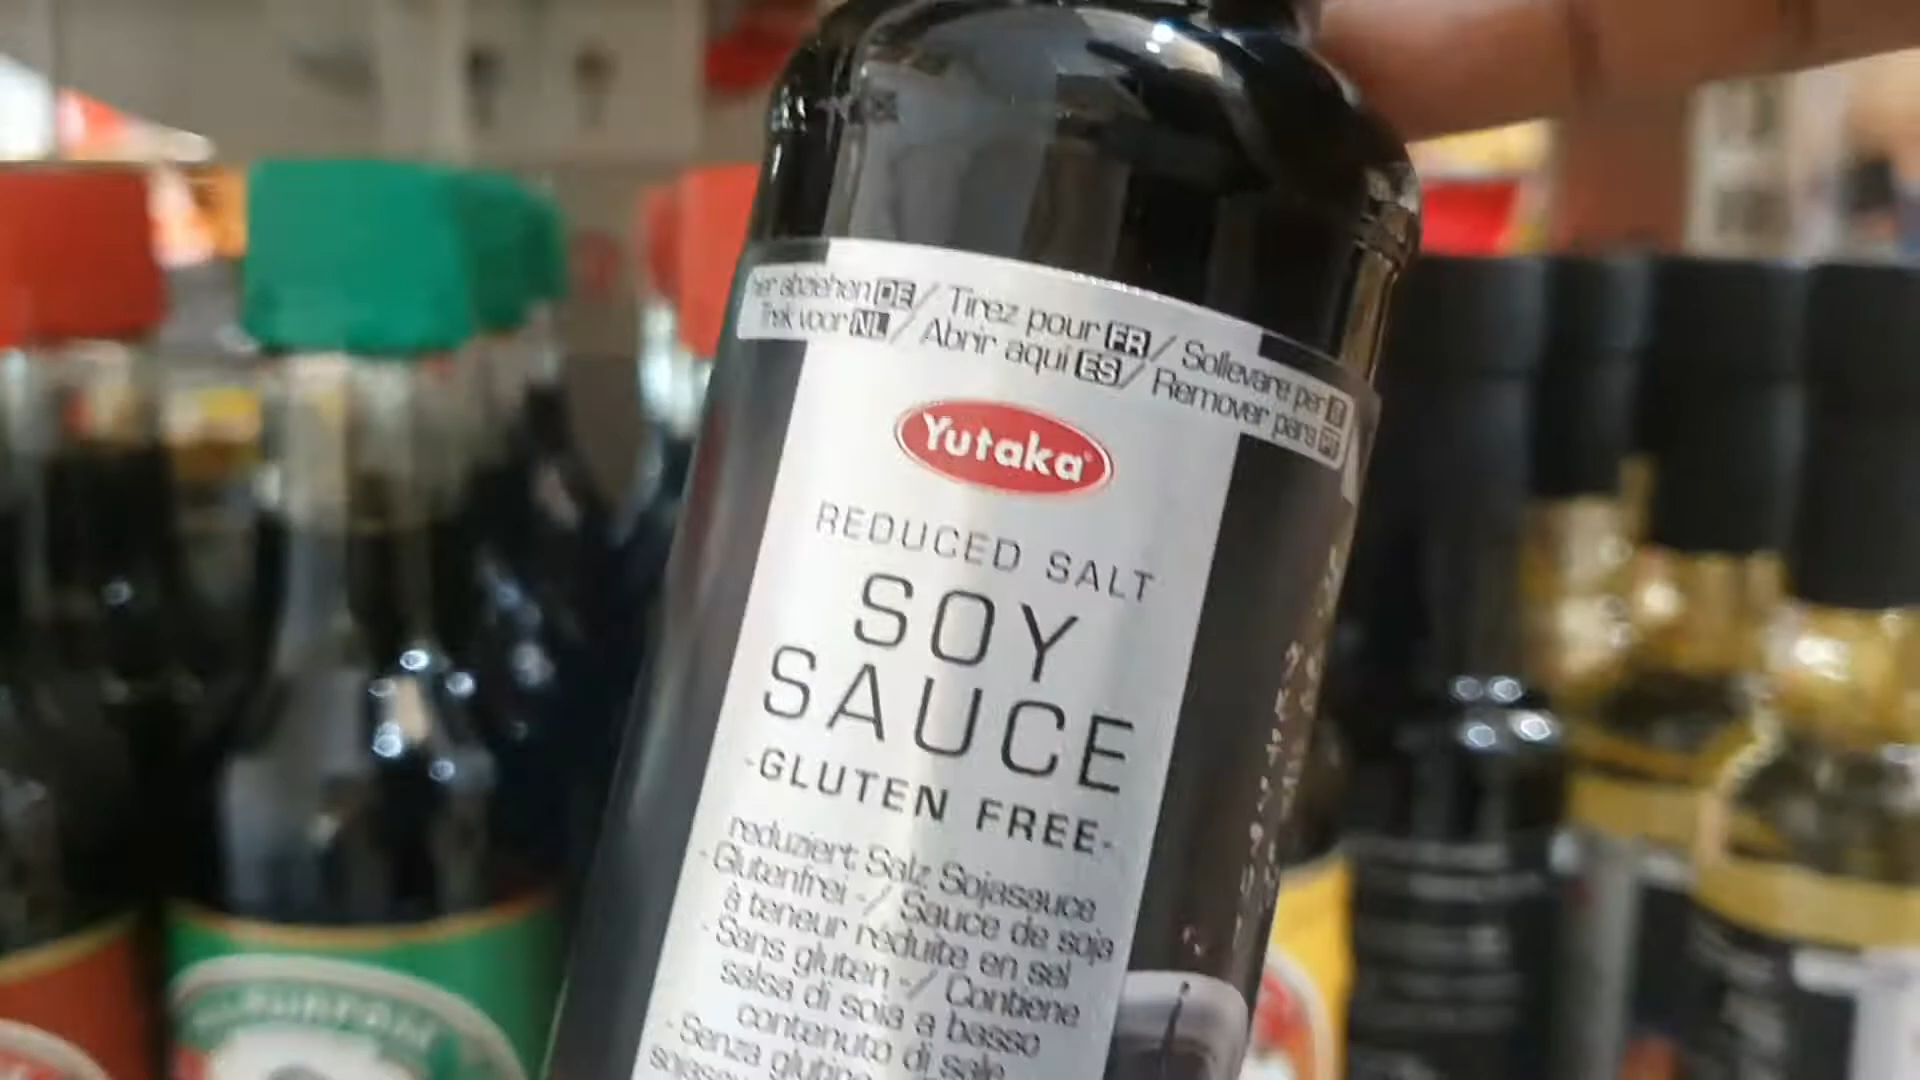 hier abziehen DE / Tirez pour FR / Sollevare per
Trek voor NL / Abrir aquí ES / Remover para
Yutaka
REDUCED SALT
SOY
SAUCE
-GLUTEN FREE-
reduziert Salz Sojasauce
- Glutenfrei - / Sauce de soja
à teneur réduite en sel
- Sans gluten - / Contiene
salsa di soia a basso
contenuto di sale
- Senza glutine